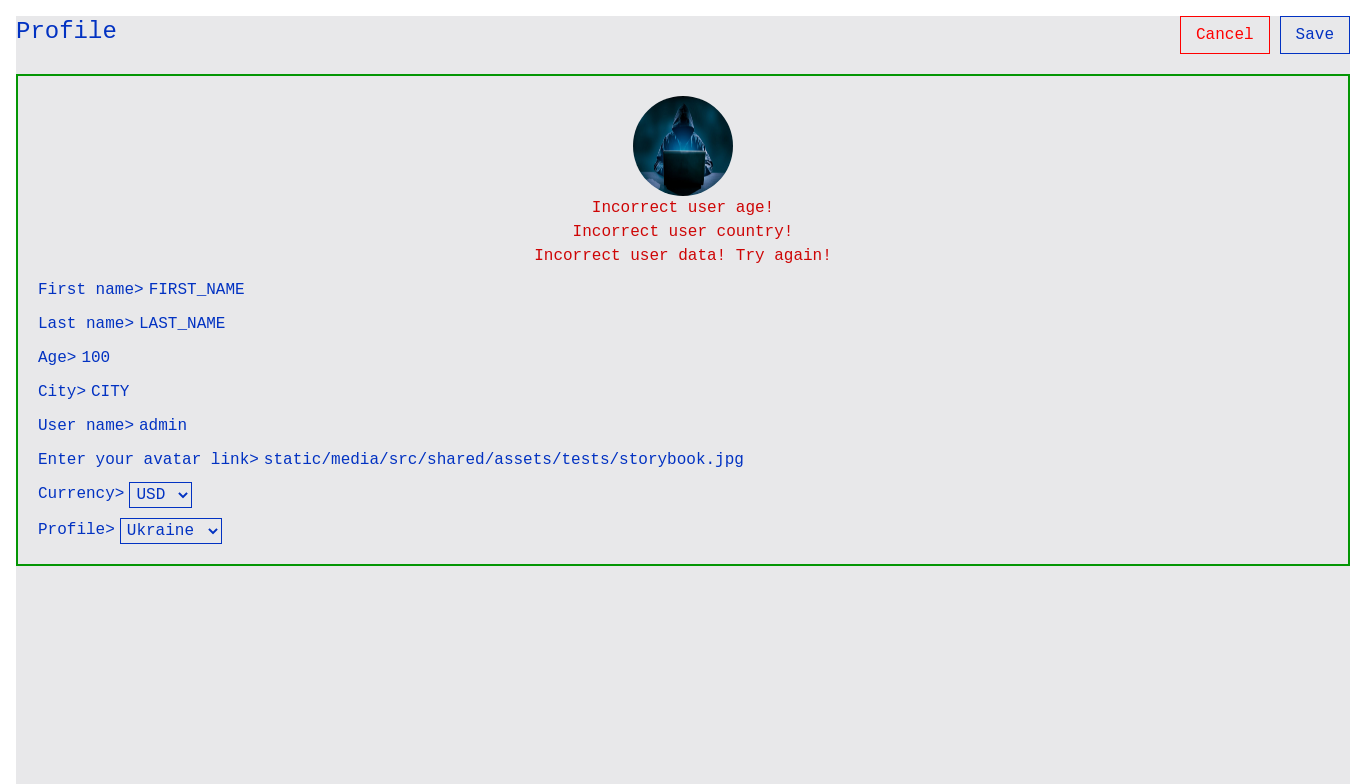 Profile
Cancel
Save
Incorrect user age!
Incorrect user country!
Incorrect user data! Try again!
First name> FIRST_NAME
Last name> LAST_NAME
Age> 100
City> CITY
User name> admin
Enter your avatar link> static/media/src/shared/assets/tests/storybook.jpg
Currency> USD
Profile> Ukraine